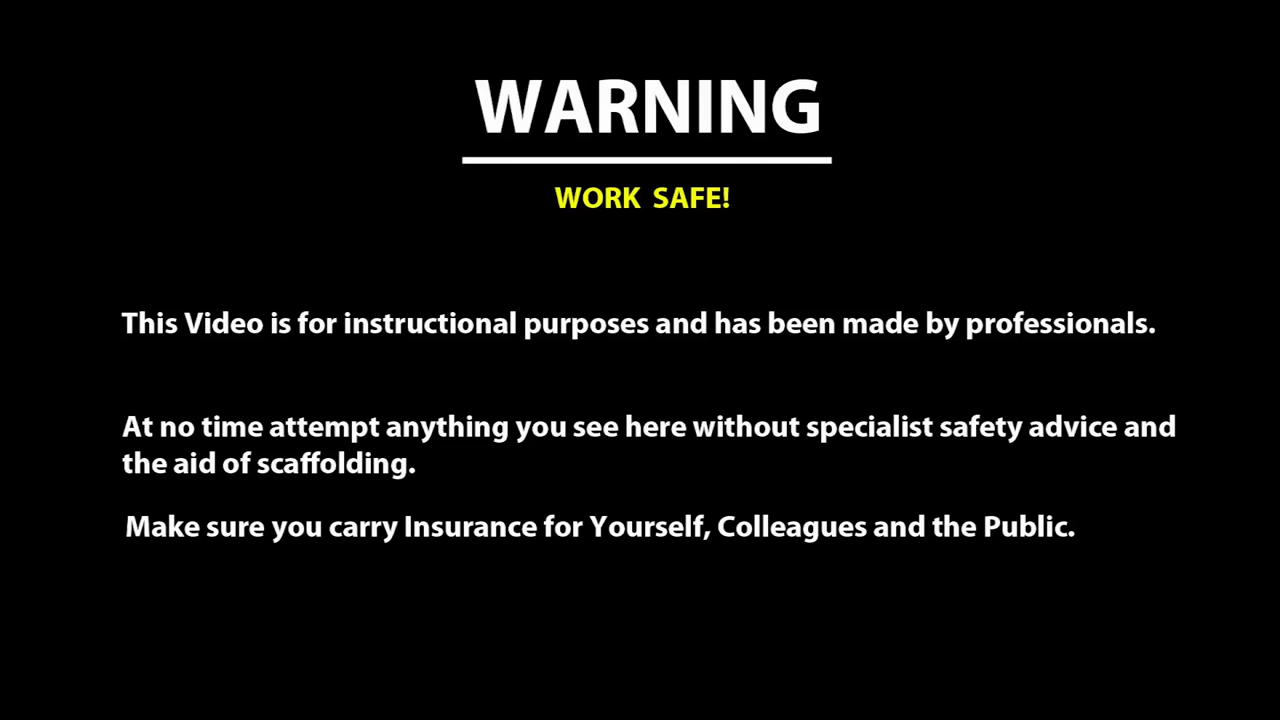 WARNING
WORK SAFE!
This Video is for instructional purposes and has been made by professionals.
At no time attempt anything you see here without specialist safety advice and
the aid of scaffolding.
Make sure you carry Insurance for Yourself, Colleagues and the Public.